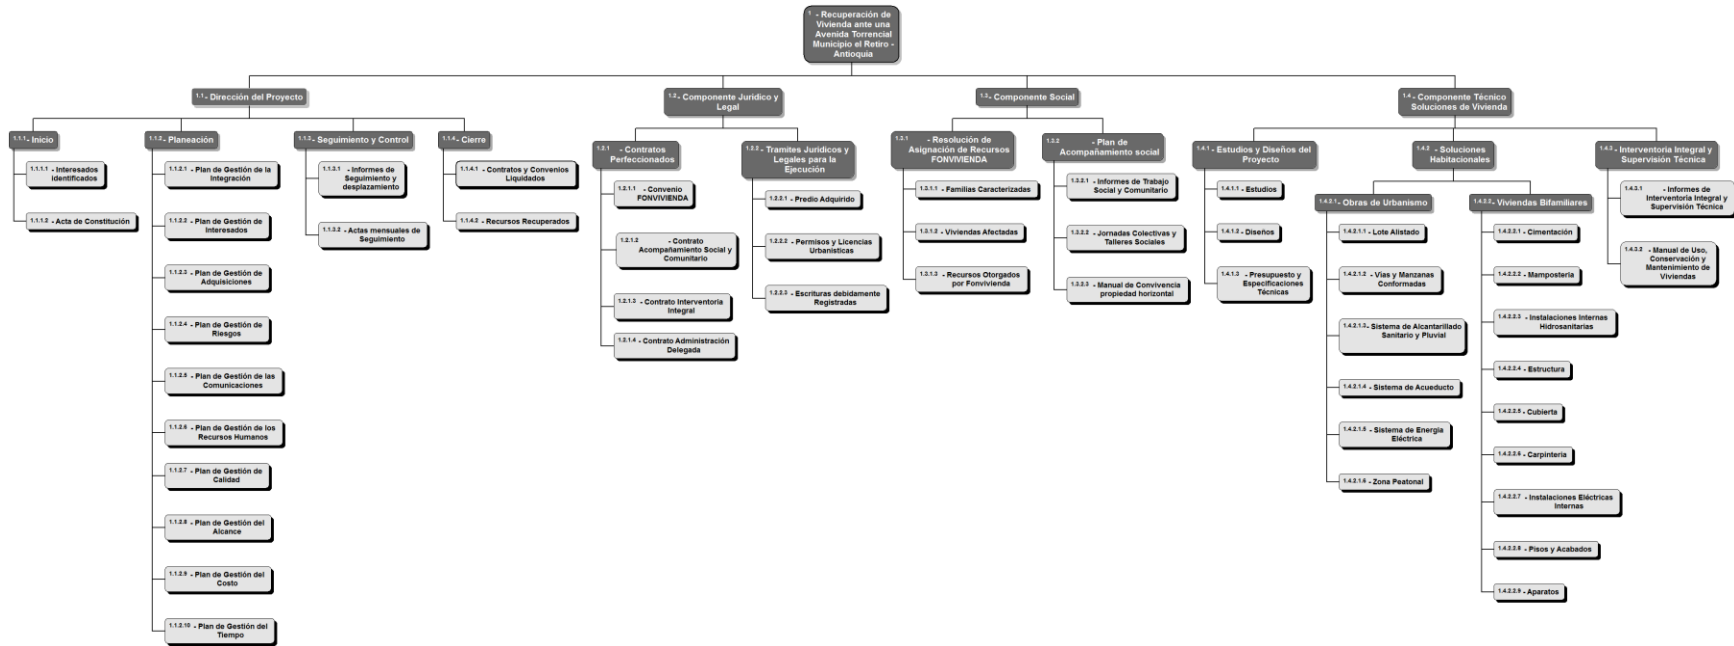 1 - Recuperación de
Vivienda ante una
Avenida Torrencial
Municipio el Retiro -
Antioquia
1.1 - Dirección del Proyecto
1.2 - Componente Jurídico y
Legal
1.3 - Componente Social
1.4 - Componente Técnico
Soluciones de Vivienda
1.1.1 - Inicio
1.1.1.1 - Interesados
identificados
1.1.1.2 - Acta de Constitución
1.1.2 - Planeación
1.1.2.1 - Plan de Gestión de la
Integración
1.1.2.2 - Plan de Gestión de
Interesados
1.1.2.3 - Plan de Gestión de
Adquisiciones
1.1.2.4 - Plan de Gestión de
Riesgos
1.1.2.5 - Plan de Gestión de las
Comunicaciones
1.1.2.6 - Plan de Gestión de los
Recursos Humanos
1.1.2.7 - Plan de Gestión de
Calidad
1.1.2.8 - Plan de Gestión del
Alcance
1.1.2.9 - Plan de Gestión del
Costo
1.1.2.10 - Plan de Gestión del
Tiempo
1.1.3 - Seguimiento y Control
1.1.3.1 - Informes de
Seguimiento y
desplazamiento
1.1.3.2 - Actas mensuales de
Seguimiento
1.1.4 - Cierre
1.1.4.1 - Contratos y Convenios
Liquidados
1.1.4.2 - Recursos Recuperados
1.2.1 - Contratos
Perfeccionados
1.2.1.1 - Convenio
FONVIVIENDA
1.2.1.2 - Contrato
Acompañamiento Social y
Comunitario
1.2.1.3 - Contrato Interventoria
Integral
1.2.1.4 - Contrato Administración
Delegada
1.2.2 - Tramites Jurídicos y
Legales para la
Ejecución
1.2.2.1 - Predio Adquirido
1.2.2.2 - Permisos y Licencias
Urbanisticas
1.2.2.3 - Escrituras debidamente
Registradas
1.3.1 - Resolución de
Asignación de Recursos
FONVIVIENDA
1.3.1.1 - Familias Caracterizadas
1.3.1.2 - Viviendas Afectadas
1.3.1.3 - Recursos Otorgados
por Fonvivienda
1.3.2 - Plan de
Acompañamiento social
1.3.2.1 - Informes de Trabajo
Social y Comunitario
1.3.2.2 - Jornadas Colectivas y
Talleres Sociales
1.3.2.3 - Manual de Convivencia
propiedad horizontal
1.4.1 - Estudios y Diseños del
Proyecto
1.4.1.1 - Estudios
1.4.1.2 - Diseños
1.4.1.3 - Presupuesto y
Especificaciones
Técnicas
1.4.2 - Soluciones
Habitacionales
1.4.2.1 - Obras de Urbanismo
1.4.2.1.1 - Lote Alistado
1.4.2.1.2 - Vies y Manzanas
Conformadas
1.4.2.1.3 - Sistema de Alcantarillado
Sanitario y Pluvial
1.4.2.1.4 - Sistema de Acueducto
1.4.2.1.5 - Sistema de Energia
Eléctrica
1.4.2.1.6 - Zona Peatonal
1.4.2.2 - Viviendas Bifamiliares
1.4.2.2.1 - Cimentación
1.4.2.2.2 - Mampostería
1.4.2.2.3 - Instalaciones Internas
Hidrosanitarias
1.4.2.2.4 - Estructura
1.4.2.2.5 - Cubierta
1.4.2.2.6 - Carpintería
1.4.2.2.7 - Instalaciones Eléctricas
Internas
1.4.2.2.8 - Pisos y Acabados
1.4.2.2.9 - Aparatos
1.4.3 - Interventoria Integral y
Supervisión Técnica
1.4.3.1 - Informes de
Interventoria Integral y
Supervisión Técnica
1.4.3.2 - Manual de Uso,
Conservación y
Mantenimiento de
Viviendas